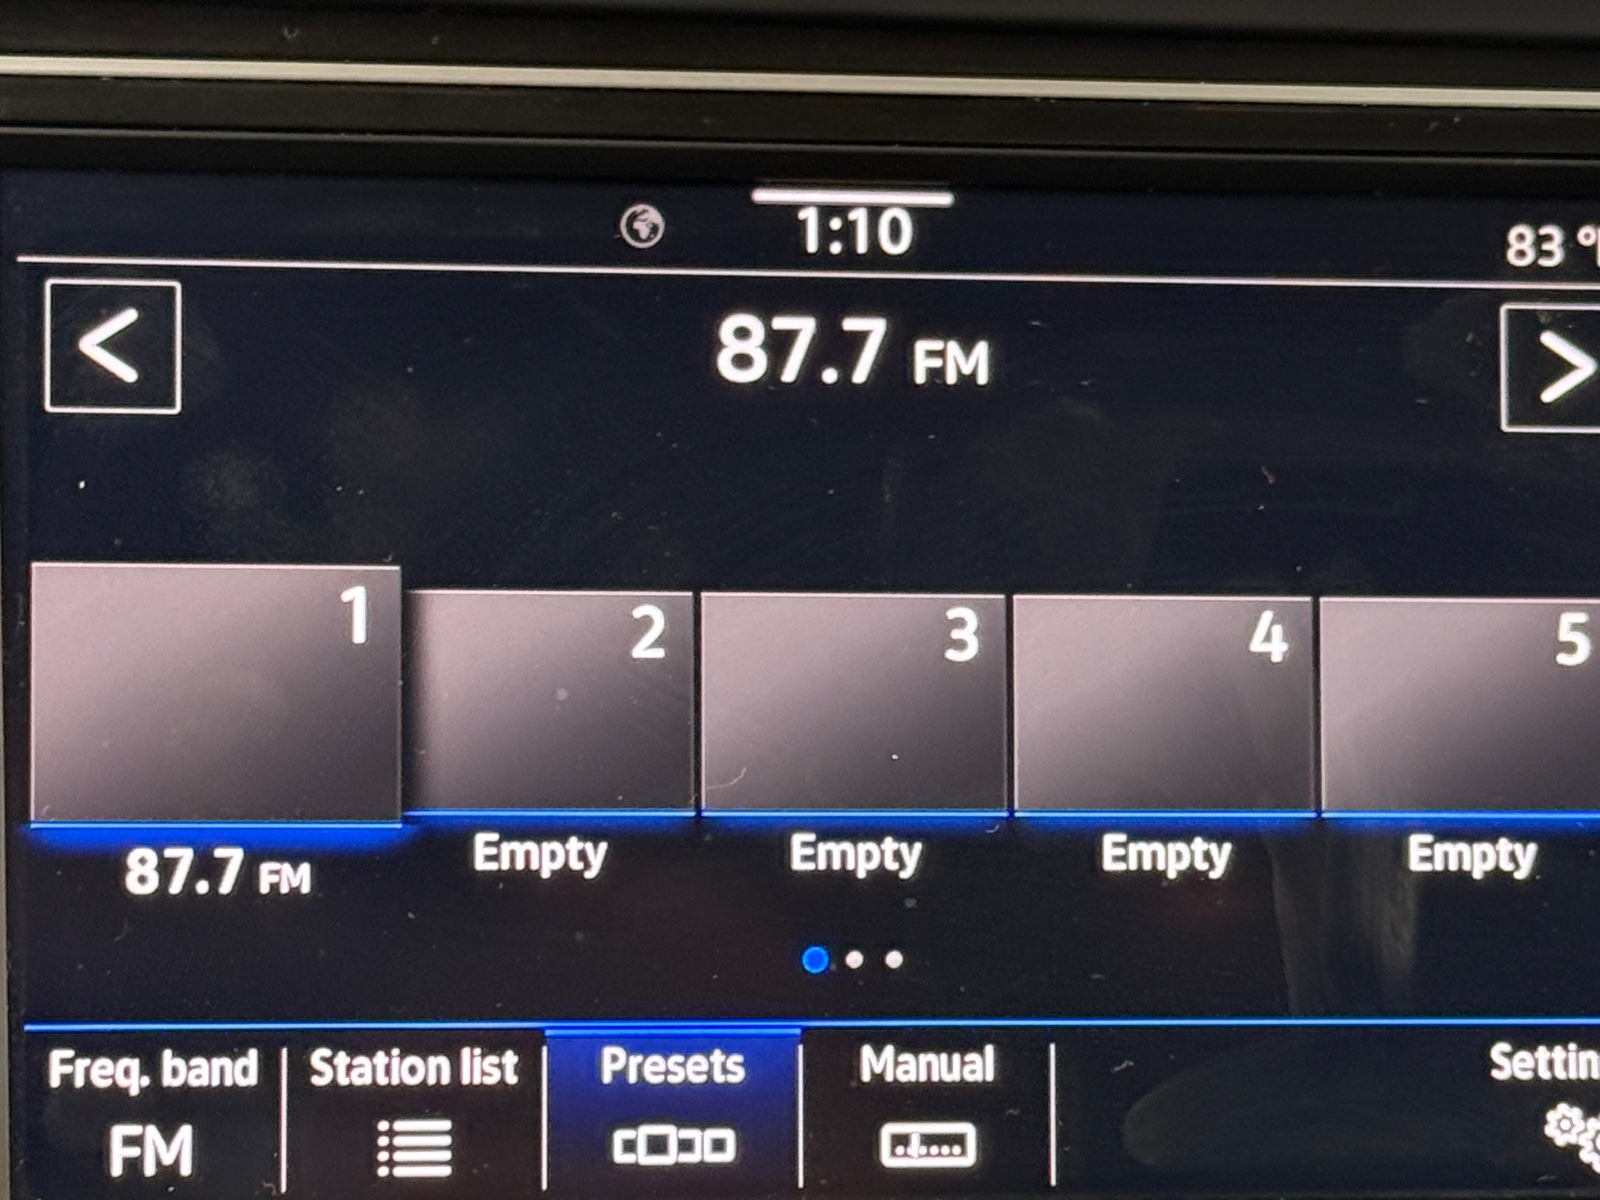 1:10
83 °
87.7 FM
1
2
3
4
5
87.7 FM
Empty
Empty
Empty
Empty
Freq. band
Station list
Presets
Manual
Settin
FM